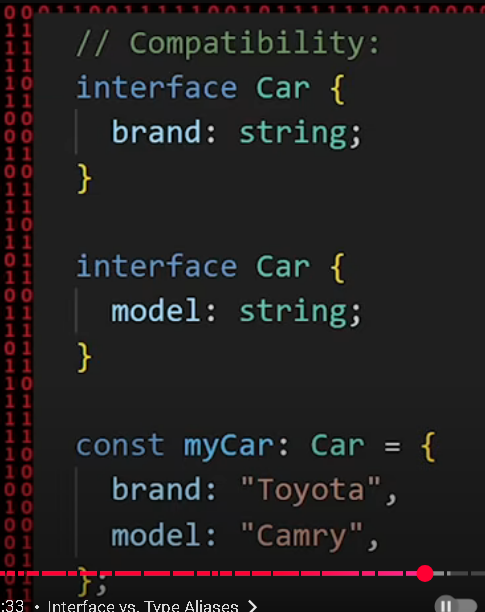 // Compatibility:
interface Car {
  brand: string;
}
interface Car {
  model: string;
}
const myCar: Car = {
  brand: "Toyota",
  model: "Camry",
};
:33 • Interface vs. Type Aliases >